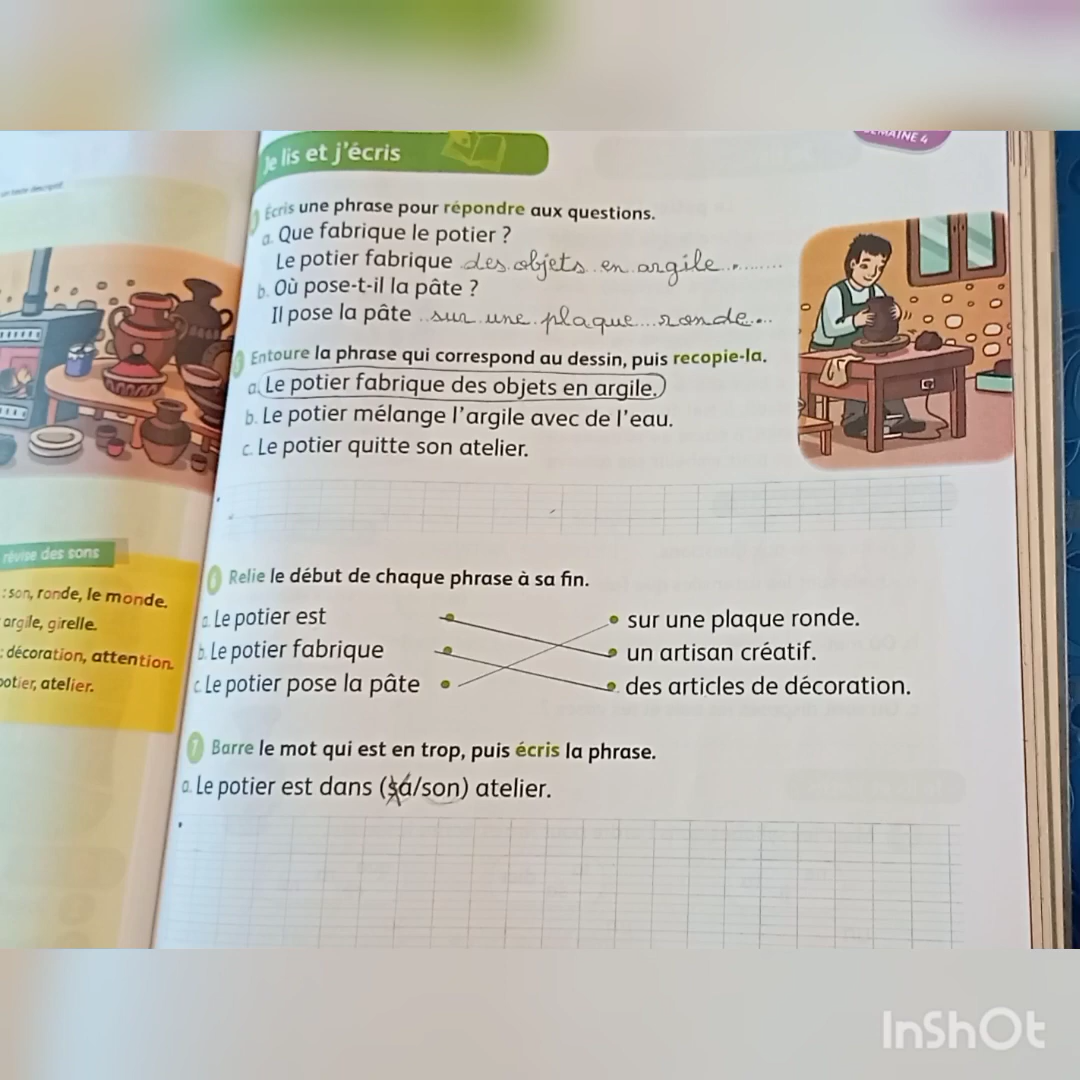 SEMAINE 4
Je lis et j'écris
Écris une phrase pour répondre aux questions.
a. Que fabrique le potier ?
Le potier fabrique des objets en argile
b. Où pose-t-il la pâte ?
Il pose la pâte sur une plaque ronde
Entoure la phrase qui correspond au dessin, puis recopie-la.
a. Le potier fabrique des objets en argile.
b. Le potier mélange l'argile avec de l'eau.
c. Le potier quitte son atelier.
révise des sons
: son, ronde, le monde.
argile, girelle.
: décoration, attention.
potier, atelier.
6 Relie le début de chaque phrase à sa fin.
a. Le potier est sur une plaque ronde.
b. Le potier fabrique un artisan créatif.
c. Le potier pose la pâte des articles de décoration.
7 Barre le mot qui est en trop, puis écris la phrase.
a. Le potier est dans (sa/son) atelier.
InShOt